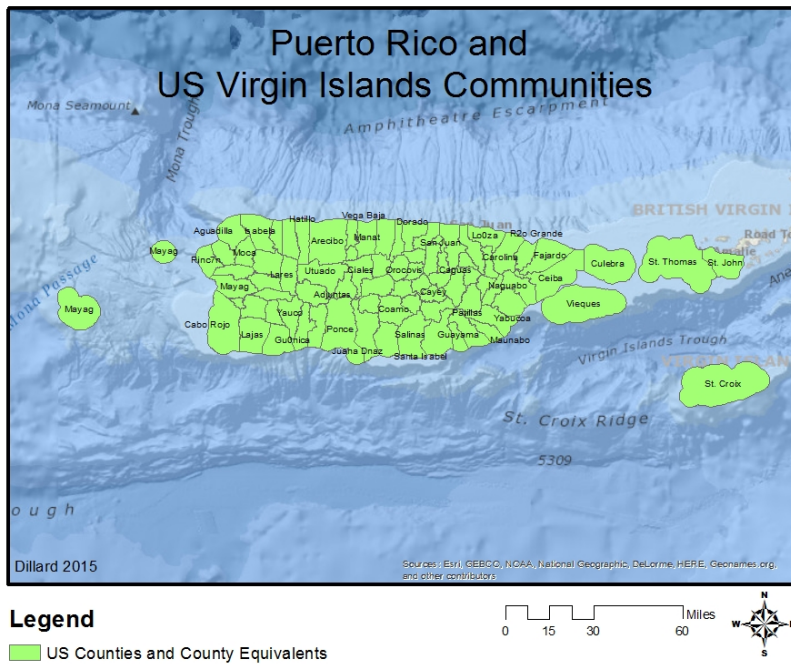 Puerto Rico and
US Virgin Islands Communities
Mona Seamount
Mona Trough
Amphitheatre Escarpment
BRITISH VIRGIN I
Road To
Hatillo
Vega Baja
Dorado
San Juan
Aguadilla
Isabela
Arecibo
Manat
San Juan
Lo0za
R2o Grande
Mayag
Rinc?n
Moca
Carolina
Fajardo
Culebra
St. Thomas
St. John
Lares
Utuado
Ciales
Orocovis
Caguas
Ceiba
Mona Passage
Mayag
Mayag
Adjuntas
Cayey
Naguabo
Vieques
Cabo Rojo
Yauco
Coamo
Patillas
Yabucoa
Lajas
Gu0nica
Ponce
Salinas
Guayama
Maunabo
Juaha Dnaz
Santa Isabel
Virgin Islands Trough
St. Croix
St. Croix Ridge
5309
ough
Dillard 2015
Sources: Esri, GEBCO, NOAA, National Geographic, DeLorme, HERE, Geonames.org,
and other contributors
Legend
US Counties and County Equivalents
Miles
0 15 30 60
N
W
S